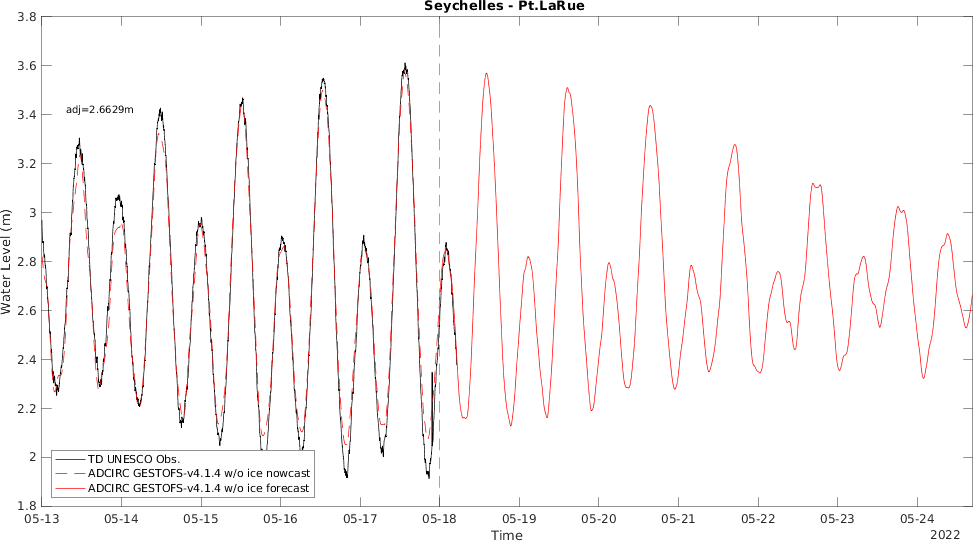 Seychelles - Pt.LaRue
3.8
3.6
3.4
3.2
3
2.8
2.6
2.4
2.2
2
1.8
Water Level (m)
adj=2.6629m
TD UNESCO Obs.
ADCIRC GESTOFS-v4.1.4 w/o ice nowcast
ADCIRC GESTOFS-v4.1.4 w/o ice forecast
05-13 05-14 05-15 05-16 05-17 05-18 05-19 05-20 05-21 05-22 05-23 05-24
Time
2022